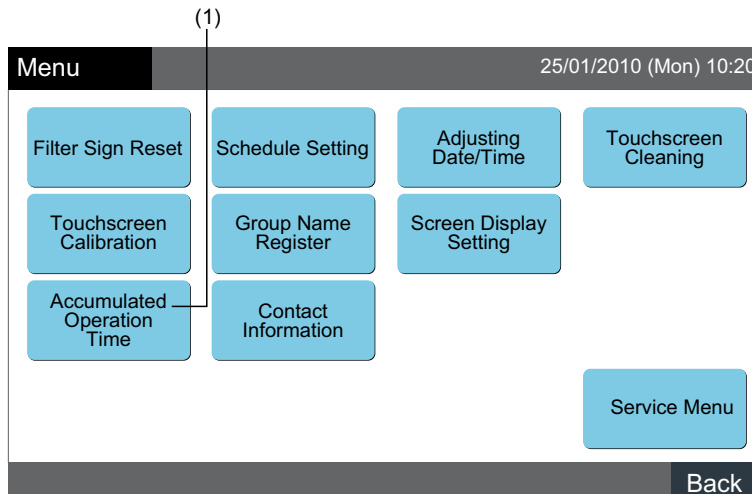 (1)
Menu 25/01/2010 (Mon) 10:20
Filter Sign Reset
Schedule Setting
Adjusting
Date/Time
Touchscreen
Cleaning
Touchscreen
Calibration
Group Name
Register
Screen Display
Setting
Accumulated
Operation
Time
Contact
Information
Service Menu
Back